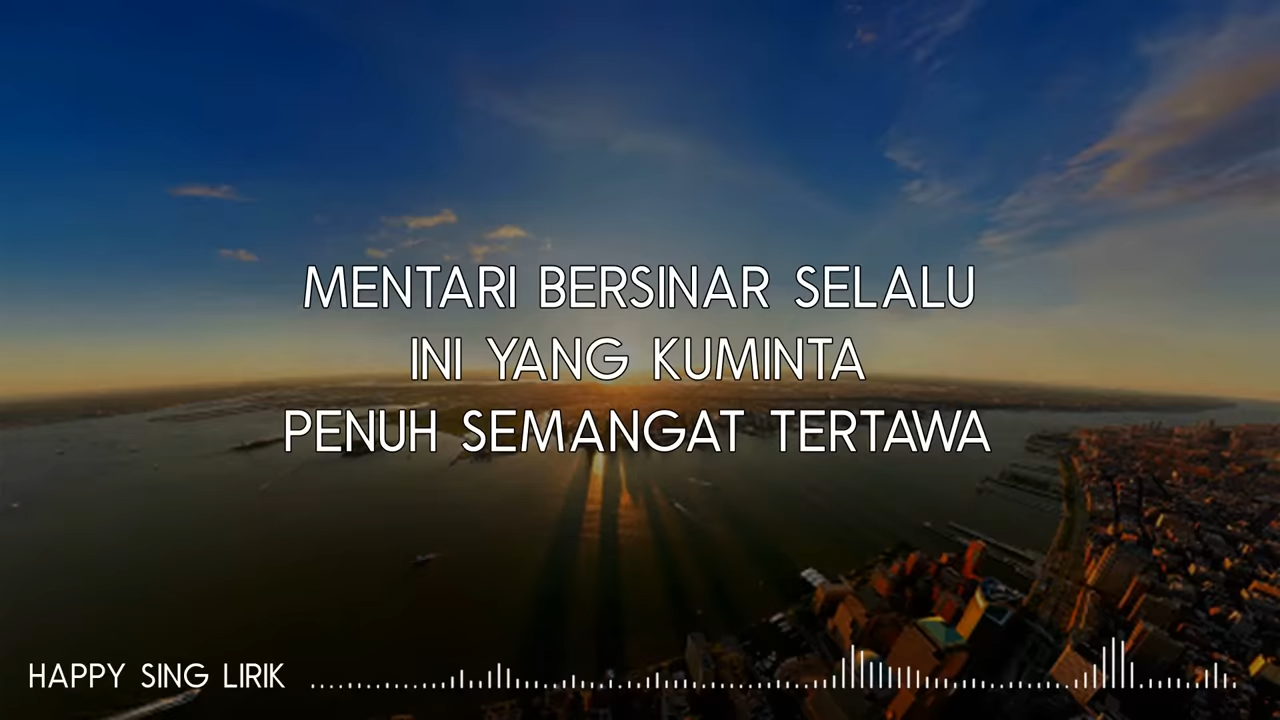 MENTARI BERSINAR SELALU
INI YANG KUMINTA
PENUH SEMANGAT TERTAWA
HAPPY SING LIRIK